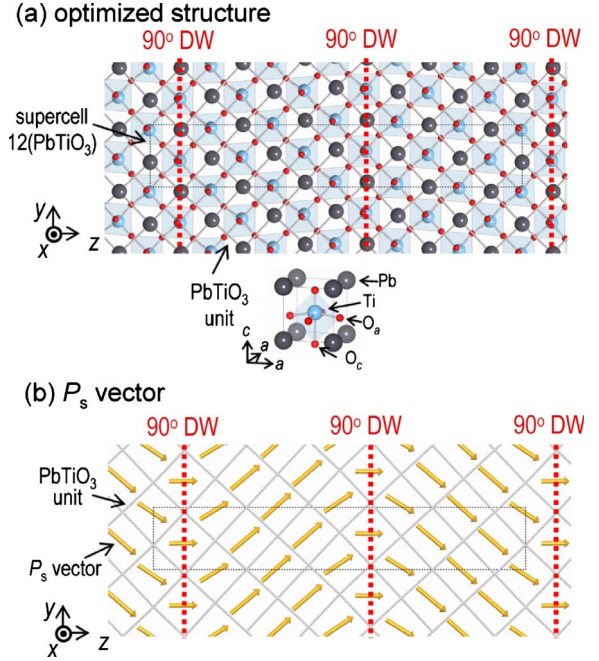 (a) optimized structure
90° DW 90° DW 90° DW
supercell
12(PbTiO3)
y
x
z
PbTiO3
unit
Pb
Ti
Oa
Oc
c
a
a
(b) Ps vector
90° DW 90° DW 90° DW
PbTiO3
unit
Ps vector
y
x
z